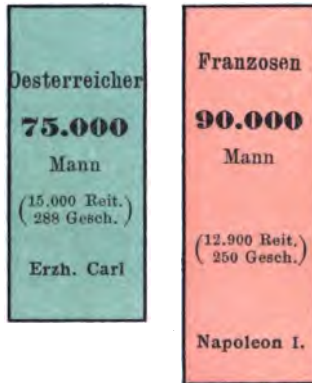 Oesterreicher
75.000
Mann
(15.000 Reit.
288 Gesch.)
Erzh. Carl
Franzosen
90.000
Mann
(12.900 Reit.
250 Gesch.)
Napoleon I.